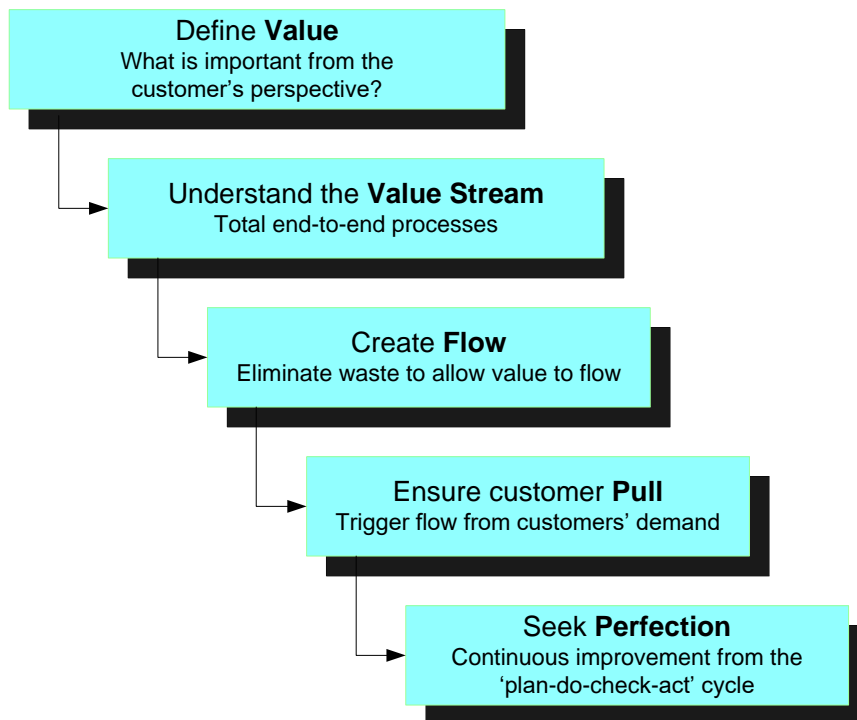 Define Value
What is important from the
customer's perspective?
Understand the Value Stream
Total end-to-end processes
Create Flow
Eliminate waste to allow value to flow
Ensure customer Pull
Trigger flow from customers' demand
Seek Perfection
Continuous improvement from the
‘plan-do-check-act’ cycle